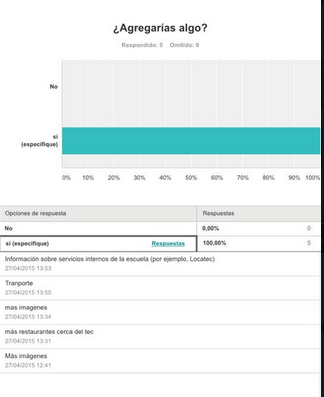 ¿Agregarías algo?
Respondido: 5 Omitido: 0
No
si
(especifique)
0% 10% 20% 30% 40% 50% 60% 70% 80% 90% 100%
Opciones de respuesta Respuestas
No 0,00% 0
si (especifique) Respuestas 100,00% 5
Información sobre servicios internos de la escuela (por ejemplo, Locatec)
27/04/2015 13:53
Tranporte
27/04/2015 13:50
mas imagenes
27/04/2015 13:34
más restaurantes cerca del tec
27/04/2015 13:31
Más imágenes
27/04/2015 12:41